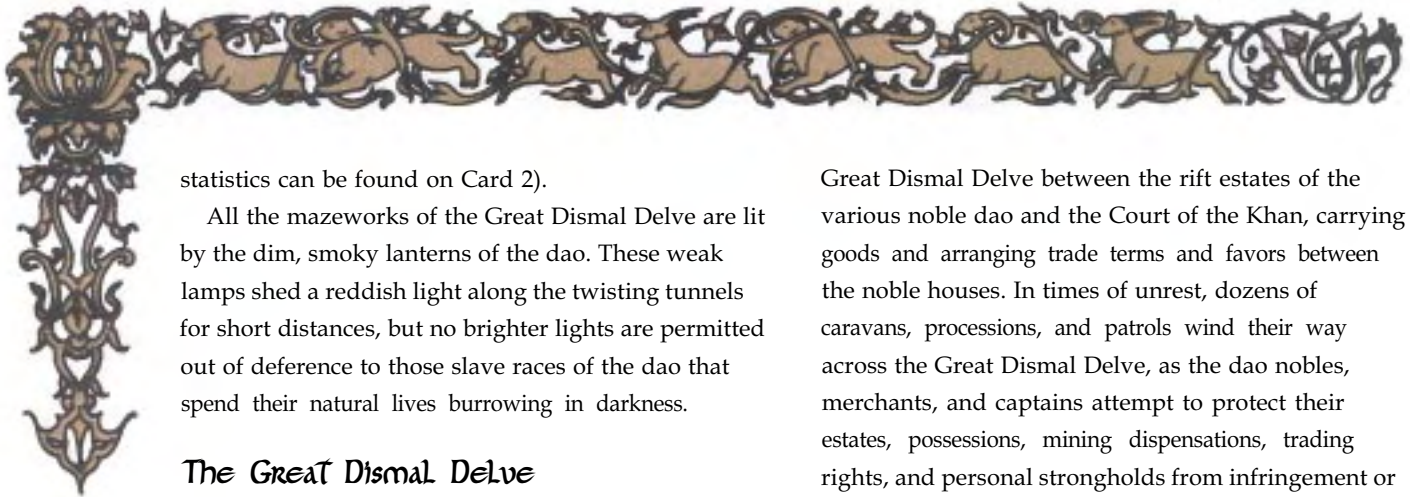 statistics can be found on Card 2).
All the mazeworks of the Great Dismal Delve are lit
by the dim, smoky lanterns of the dao. These weak
lamps shed a reddish light along the twisting tunnels
for short distances, but no brighter lights are permitted
out of deference to those slave races of the dao that
spend their natural lives burrowing in darkness.
The Great Dismal Delve
Great Dismal Delve between the rift estates of the
various noble dao and the Court of the Khan, carrying
goods and arranging trade terms and favors between
the noble houses. In times of unrest, dozens of
caravans, processions, and patrols wind their way
across the Great Dismal Delve, as the dao nobles,
merchants, and captains attempt to protect their
estates, possessions, mining dispensations, trading
rights, and personal strongholds from infringement or